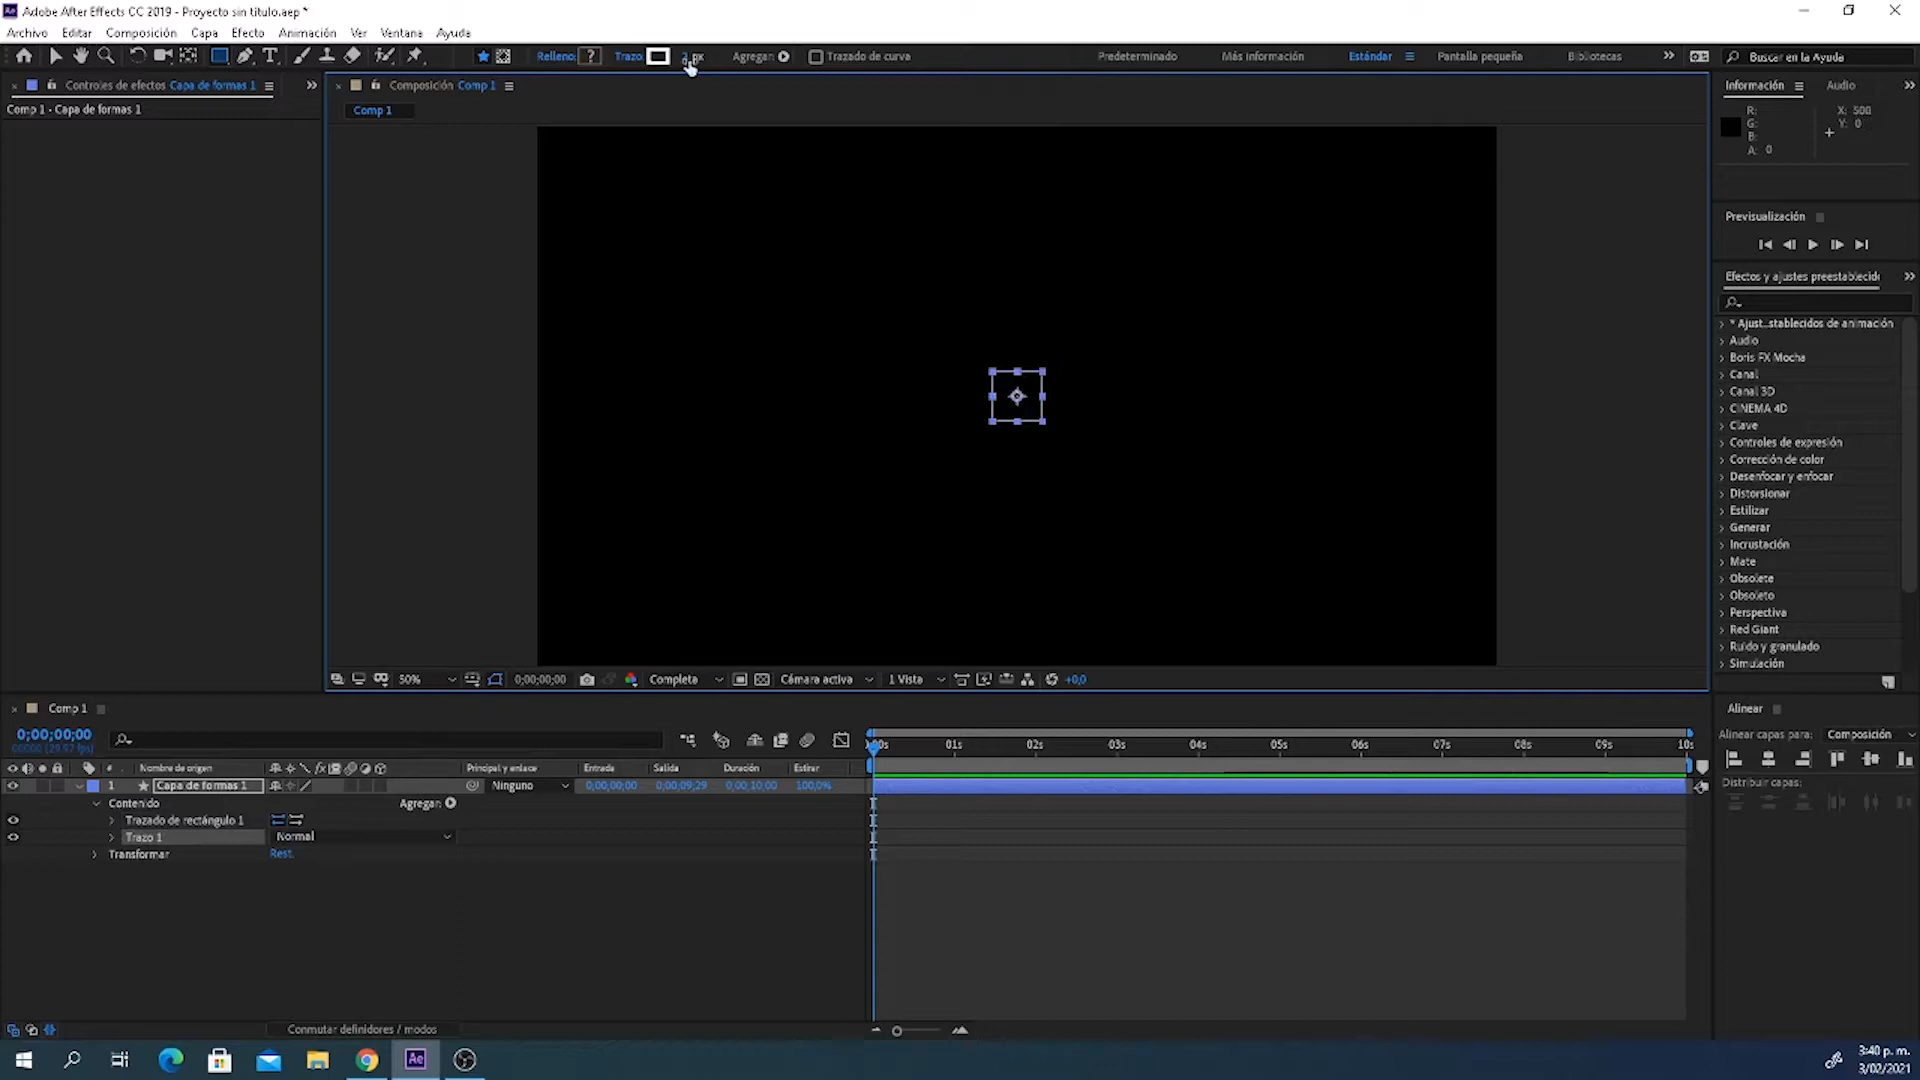 Adobe After Effects CC 2019 - Proyecto sin título.aep *
Archivo Editar Composición Capa Efecto Animación Ver Ventana Ayuda
Relleno: ? Trazo: px Agregar: Trazado de curva Predeterminado Más información Estándar Pantalla pequeña Bibliotecas Buscar en la Ayuda
Controles de efectos Capa de formas 1
Composición Comp 1
Información Audio
Comp 1 · Capa de formas 1
Comp 1
R: X: 500
G: Y: 0
B:
A: 0
Previsualización
Efectos y ajustes preestablecido
* Ajust...stablecidos de animación
Audio
Boris FX Mocha
Canal
Canal 3D
CINEMA 4D
Clave
Controles de expresión
Corrección de color
Desenfocar y enfocar
Distorsionar
Estilizar
Generar
Incrustación
Mate
Obsolete
Obsoleto
Perspectiva
Red Giant
Ruido y granulado
Simulación
50% 0;00;00;00 Completa Cámara activa 1 Vista +0,0
Comp 1
Alinear
0;00;00;00
00000 (29.97 fps)
:00s 01s 02s 03s 04s 05s 06s 07s 08s 09s 10s
Alinear capas para: Composición
# Nombre de origen fx Principal y enlace Entrada Salida Duración Estirar
1 Capa de formas 1 Ninguno 0;00;00;00 0;00;09;29 0;00;10;00 100,0%
Distribuir capas:
Contenido Agregar:
Trazado de rectángulo 1
Trazo 1 Normal
Transformar Rest.
Conmutar definidores / modos
Ae
3:40 p. m.
3/02/2021